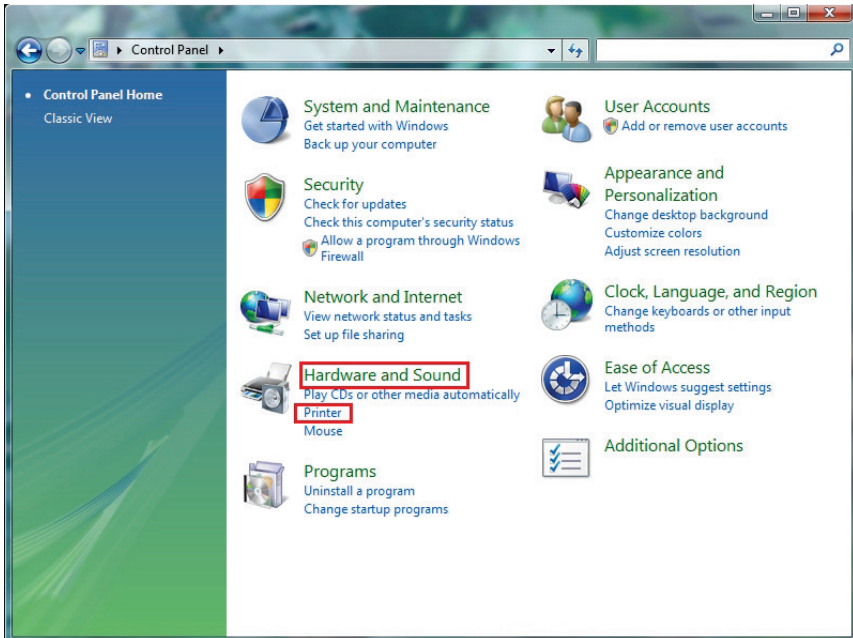 Control Panel
Control Panel Home
Classic View
System and Maintenance
Get started with Windows
Back up your computer
Security
Check for updates
Check this computer's security status
Allow a program through Windows
Firewall
Network and Internet
View network status and tasks
Set up file sharing
Hardware and Sound
Play CDs or other media automatically
Printer
Mouse
Programs
Uninstall a program
Change startup programs
User Accounts
Add or remove user accounts
Appearance and
Personalization
Change desktop background
Customize colors
Adjust screen resolution
Clock, Language, and Region
Change keyboards or other input
methods
Ease of Access
Let Windows suggest settings
Optimize visual display
Additional Options